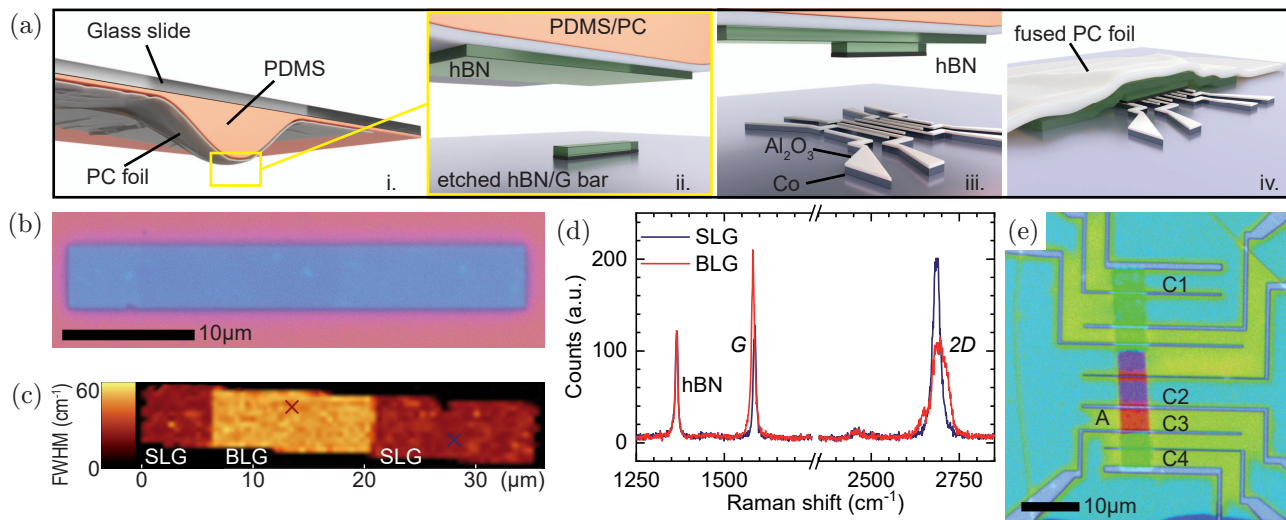 (a)
Glass slide
PDMS
PC foil
i.
PDMS/PC
hBN
etched hBN/G bar
ii.
hBN
Al₂O₃
Co
iii.
fused PC foil
iv.
(b)
10μm
(c)
FWHM (cm⁻¹)
60
0
SLG BLG SLG
0 10 20 30 (μm)
(d)
SLG
BLG
hBN
G
2D
Counts (a.u.)
200
100
0
1250 1500 2500 2750
Raman shift (cm⁻¹)
(e)
C1
C2
A
C3
C4
10μm